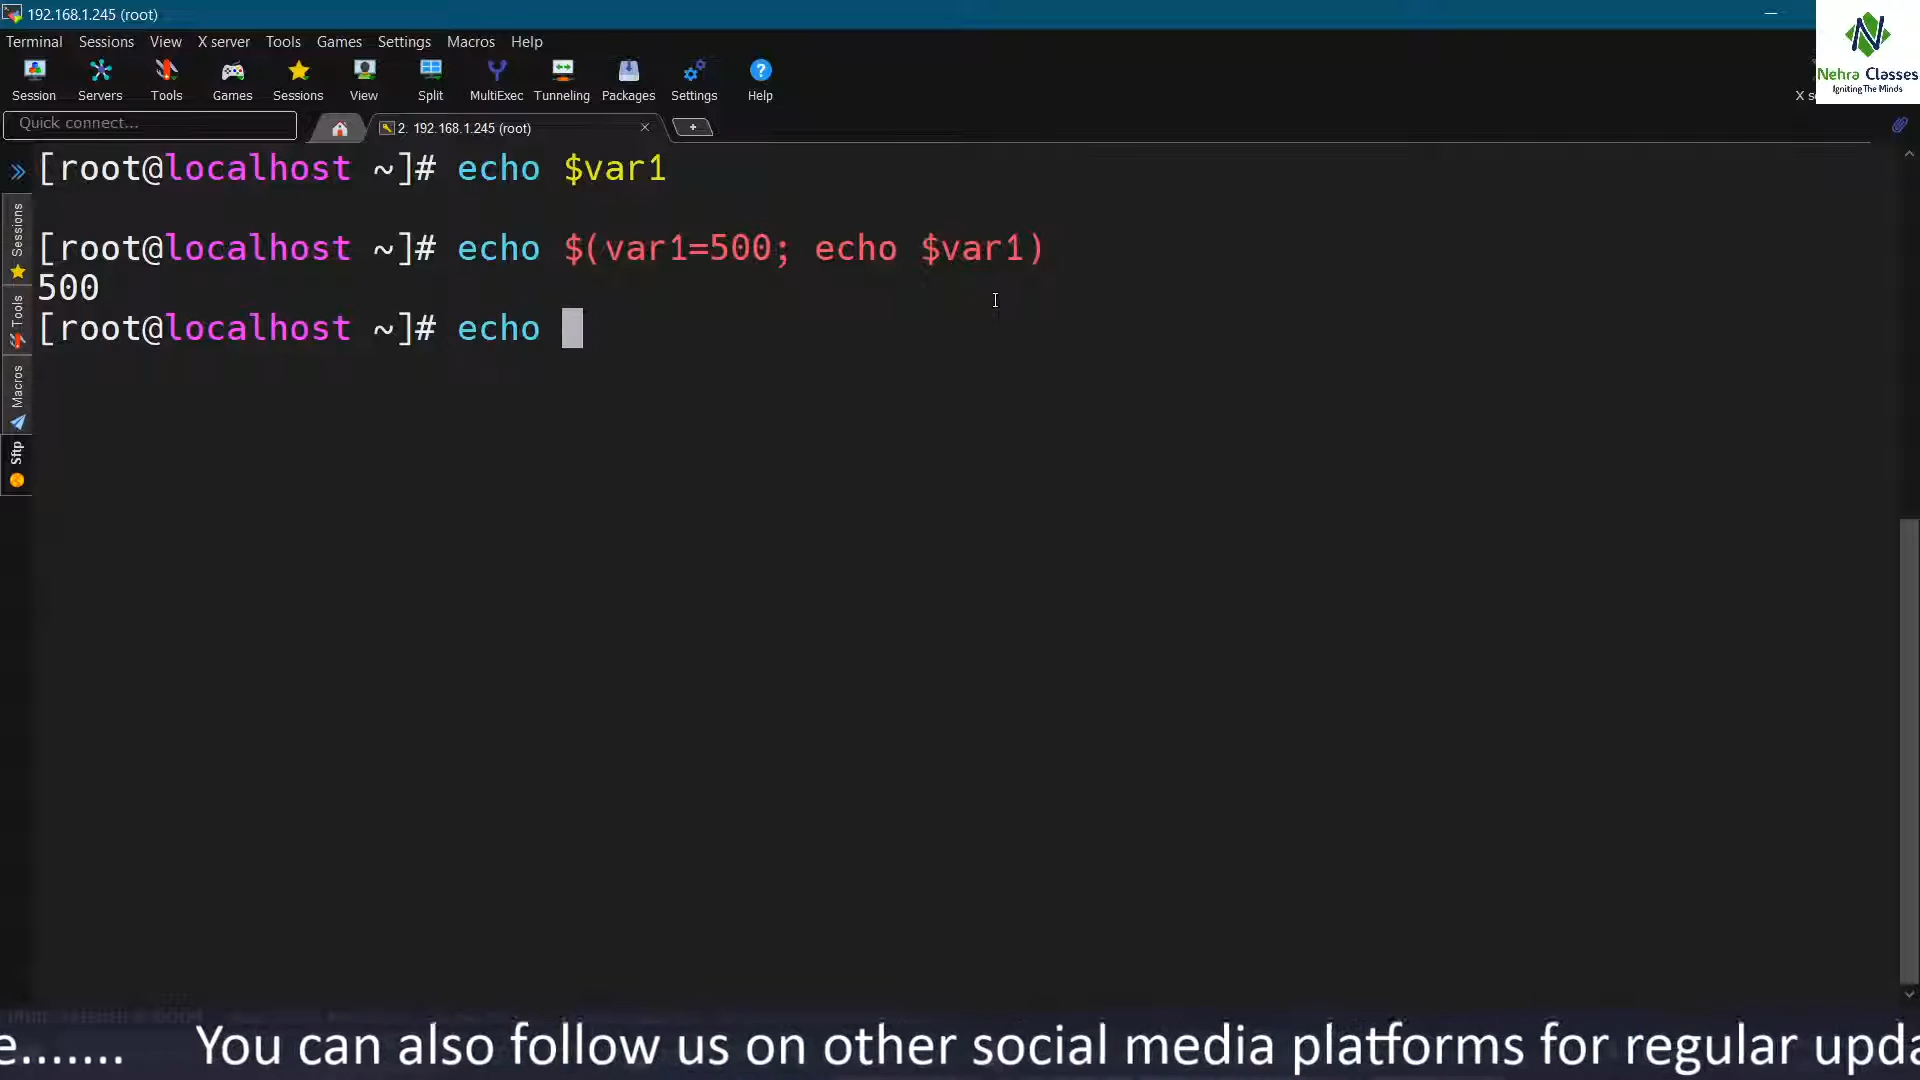 192.168.1.245 (root)
Terminal Sessions View X server Tools Games Settings Macros Help
Session Servers Tools Games Sessions View Split MultiExec Tunneling Packages Settings Help
X se
Nehra Classes
Igniting The Minds
Quick connect...
2. 192.168.1.245 (root)
[root@localhost ~]# echo $var1
[root@localhost ~]# echo $(var1=500; echo $var1)
500
[root@localhost ~]# echo
Sessions
Tools
Macros
Sftp
e....... You can also follow us on other social media platforms for regular upda